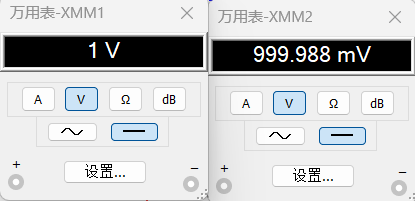 万用表-XMM1
1 V
A V Ω dB
+ 设置... −
万用表-XMM2
999.988 mV
A V Ω dB
+ 设置... −